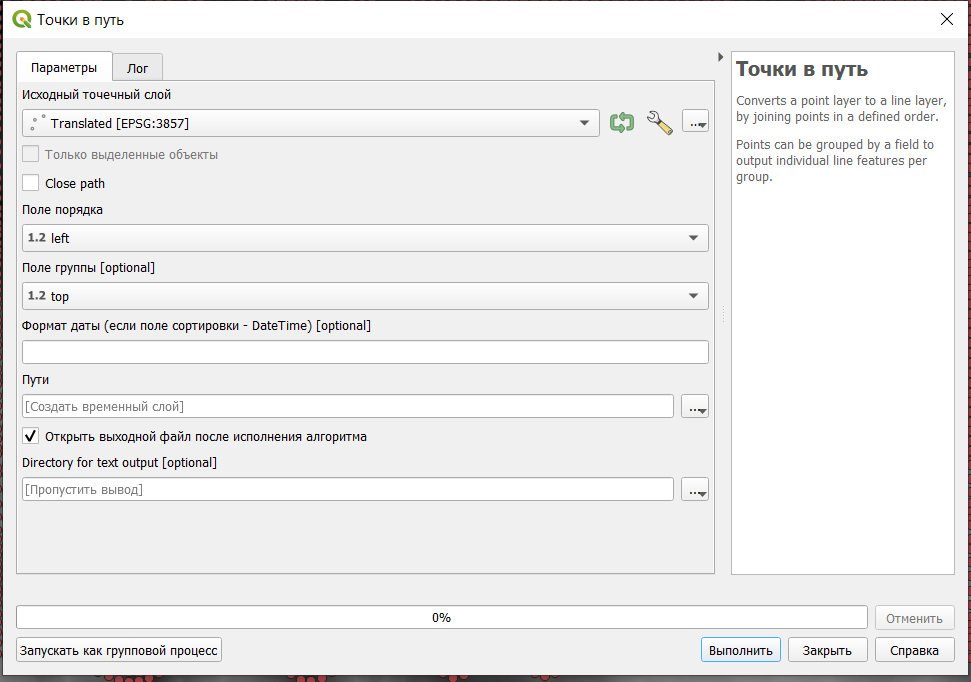 Точки в путь
Параметры
Лог
Исходный точечный слой
Translated [EPSG:3857]
...
Только выделенные объекты
Close path
Поле порядка
1.2 left
Поле группы [optional]
1.2 top
Формат даты (если поле сортировки - DateTime) [optional]
Пути
[Создать временный слой]
...
Открыть выходной файл после исполнения алгоритма
Directory for text output [optional]
[Пропустить вывод]
...
Точки в путь
Converts a point layer to a line layer,
by joining points in a defined order.
Points can be grouped by a field to
output individual line features per
group.
0%
Отменить
Запускать как групповой процесс
Выполнить
Закрыть
Справка